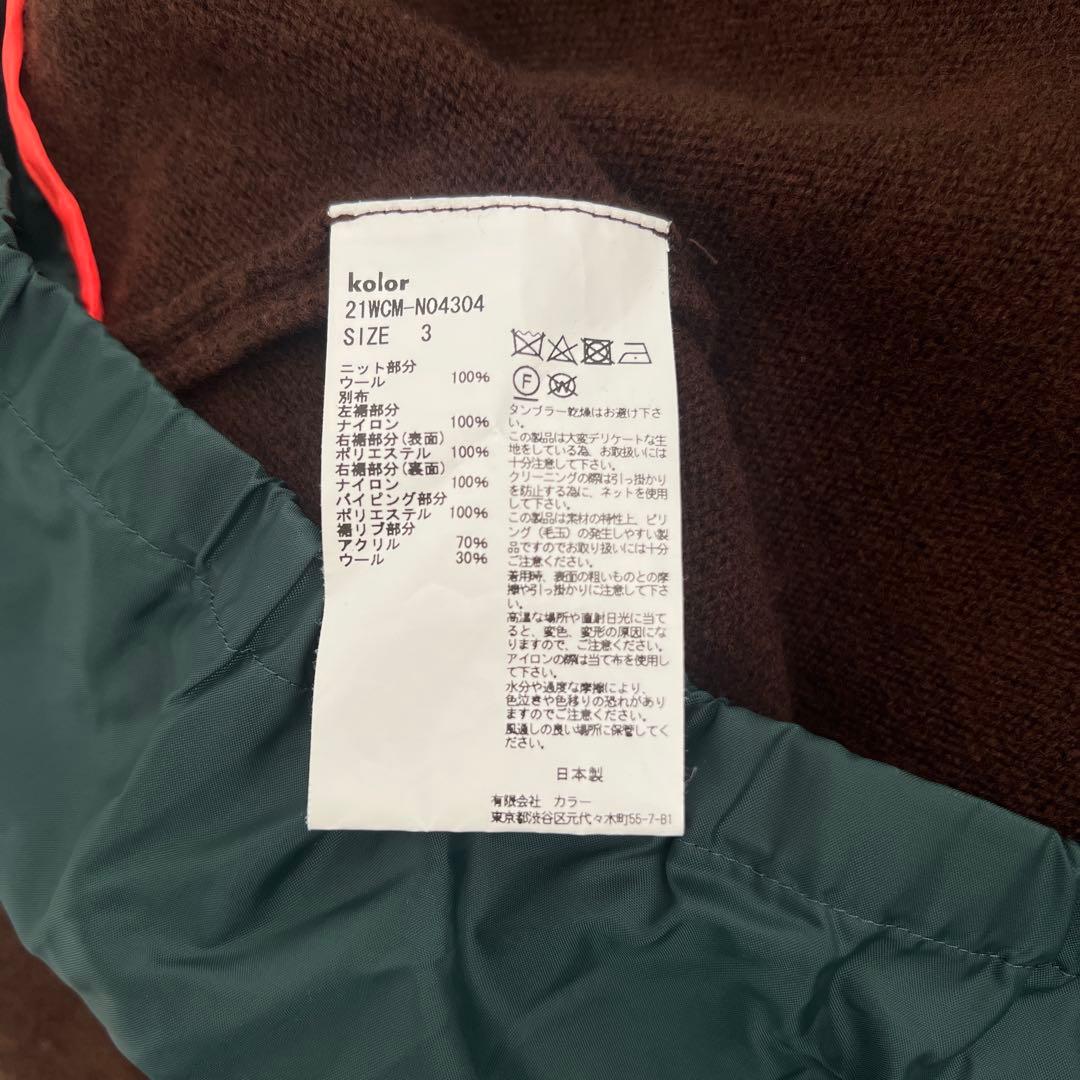 kolor
21WCM-N04304
SIZE 3
ニット部分
ウール 100%
別布
左裾部分
ナイロン 100%
右裾部分(表面)
ポリエステル 100%
右裾部分(裏面)
ナイロン 100%
パイピング部分
ポリエステル 100%
裾リブ部分
アクリル 70%
ウール 30%
F
W
タンブラー乾燥はお避け下さ
い。
この製品は大変デリケートな生
地をしている為、お取扱いには
十分注意して下さい。
クリーニングの際は引っ掛かり
を防止する為に、ネットを使用
して下さい。
この製品は素材の特性上、ピリ
ング(毛玉)の発生しやすい製
品ですのでお取り扱いには十分
ご注意ください。
着用時、表面の粗いものとの摩
擦や引っ掛かりに注意して下さ
い。
高温な場所や直射日光に当て
ると、変色、変形の原因にな
りますので、ご注意ください。
アイロンの際は当て布を使用し
て下さい。
水分や過度な摩擦により、
色泣きや色移りの恐れがあり
ますのでご注意ください。
風通しの良い場所に保管してく
ださい。
日本製
有限会社 カラー
東京都渋谷区元代々木町55-7-B1